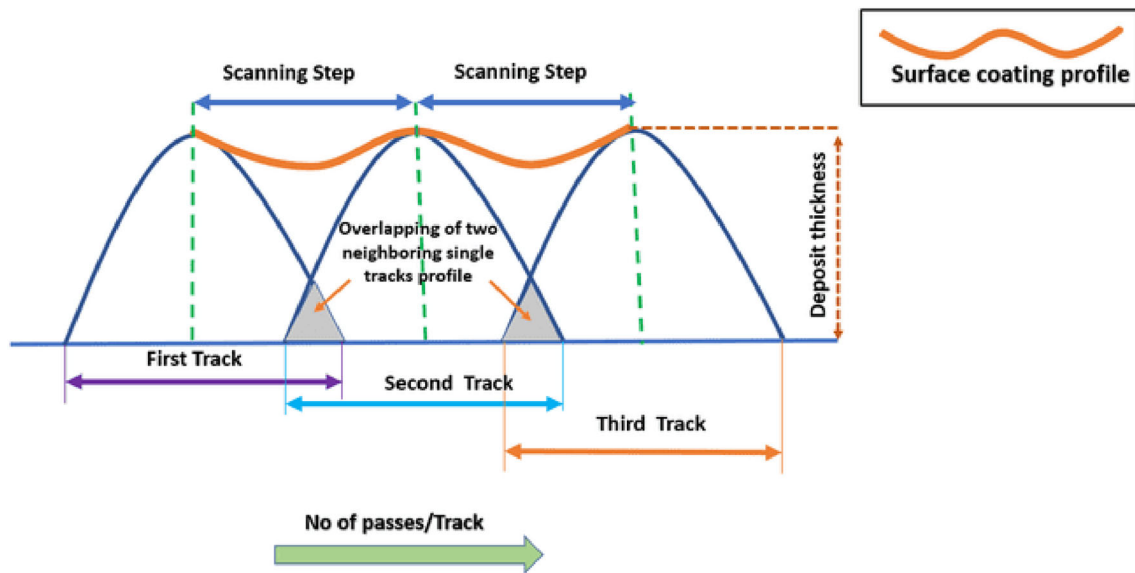 Scanning Step
Scanning Step
Surface coating profile
Deposit thickness
Overlapping of two
neighboring single
tracks profile
First Track
Second Track
Third Track
No of passes/Track